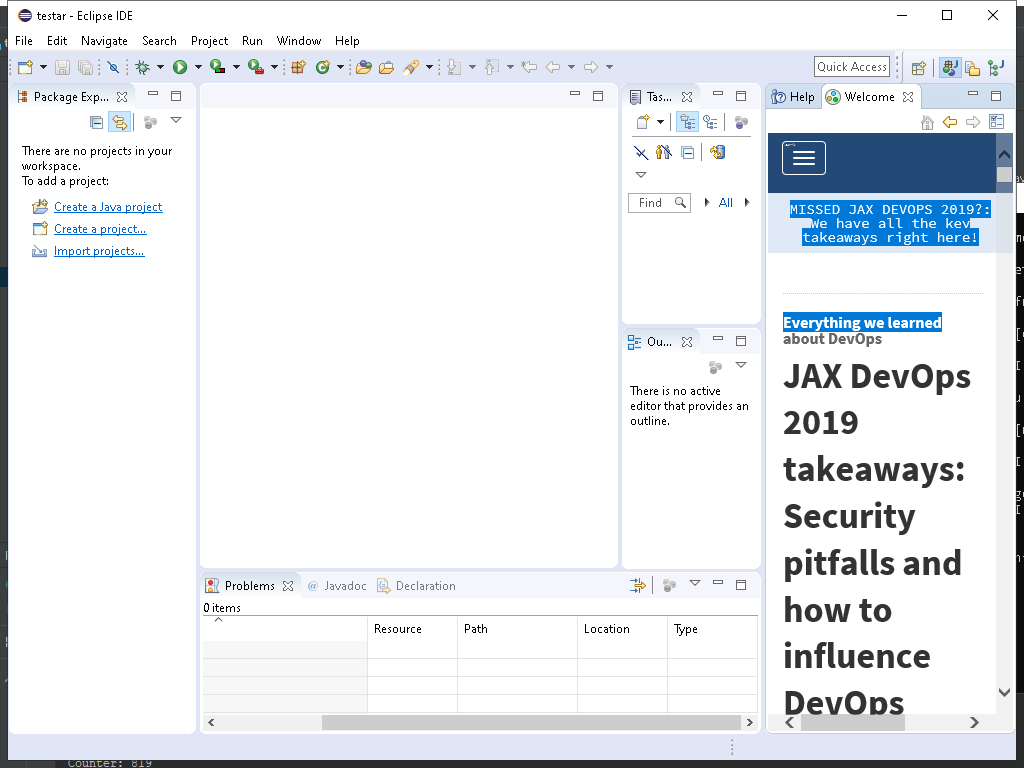 testar - Eclipse IDE
File Edit Navigate Search Project Run Window Help
Quick Access
Package Exp...
There are no projects in your
workspace.
To add a project:
Create a Java project
Create a project...
Import projects...
Tas...
Find
All
Ou...
There is no active
editor that provides an
outline.
Help
Welcome
MISSED JAX DEVOPS 2019?:
We have all the key
takeaways right here!
Everything we learned
about DevOps
JAX DevOps
2019
takeaways:
Security
pitfalls and
how to
influence
DevOps
Problems
@ Javadoc
Declaration
0 items
Resource Path Location Type
Counter: 819